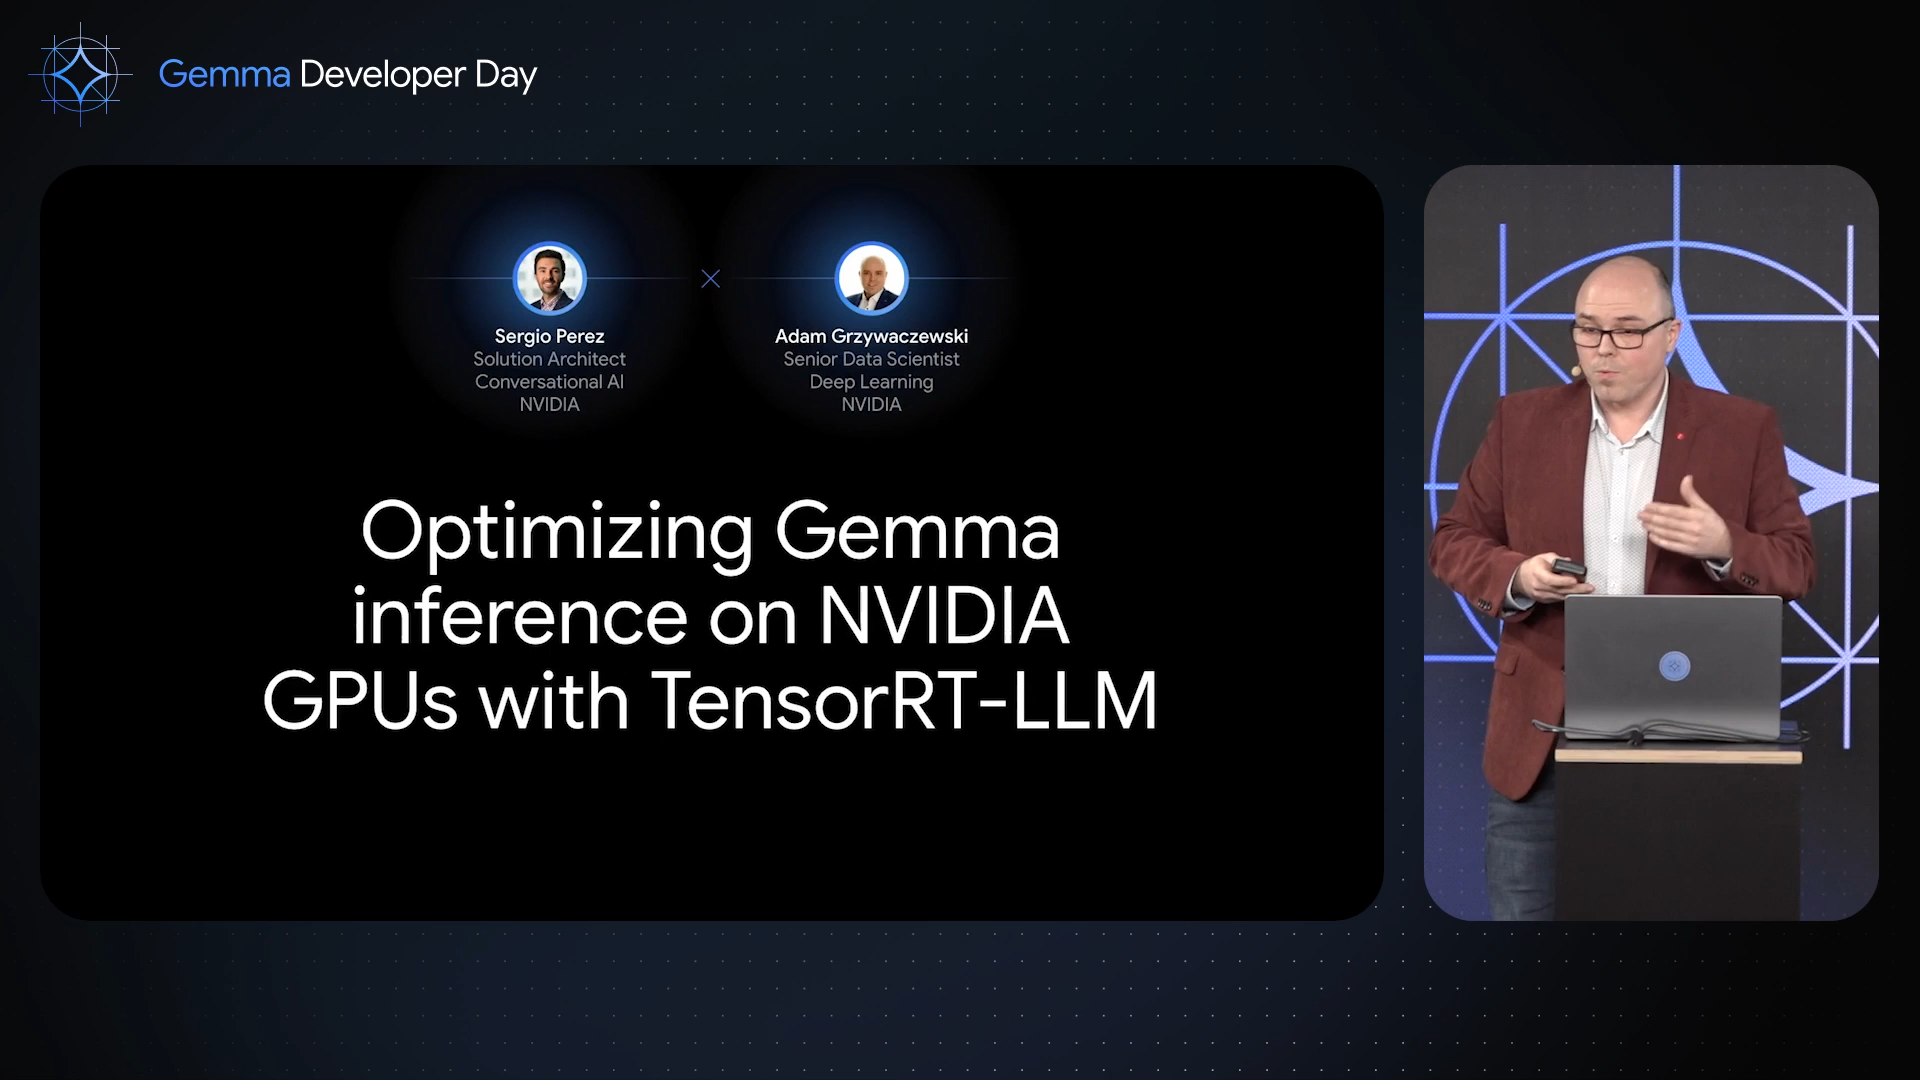 Gemma Developer Day
Sergio Perez
Solution Architect
Conversational AI
NVIDIA
Adam Grzywaczewski
Senior Data Scientist
Deep Learning
NVIDIA
Optimizing Gemma
inference on NVIDIA
GPUs with TensorRT-LLM